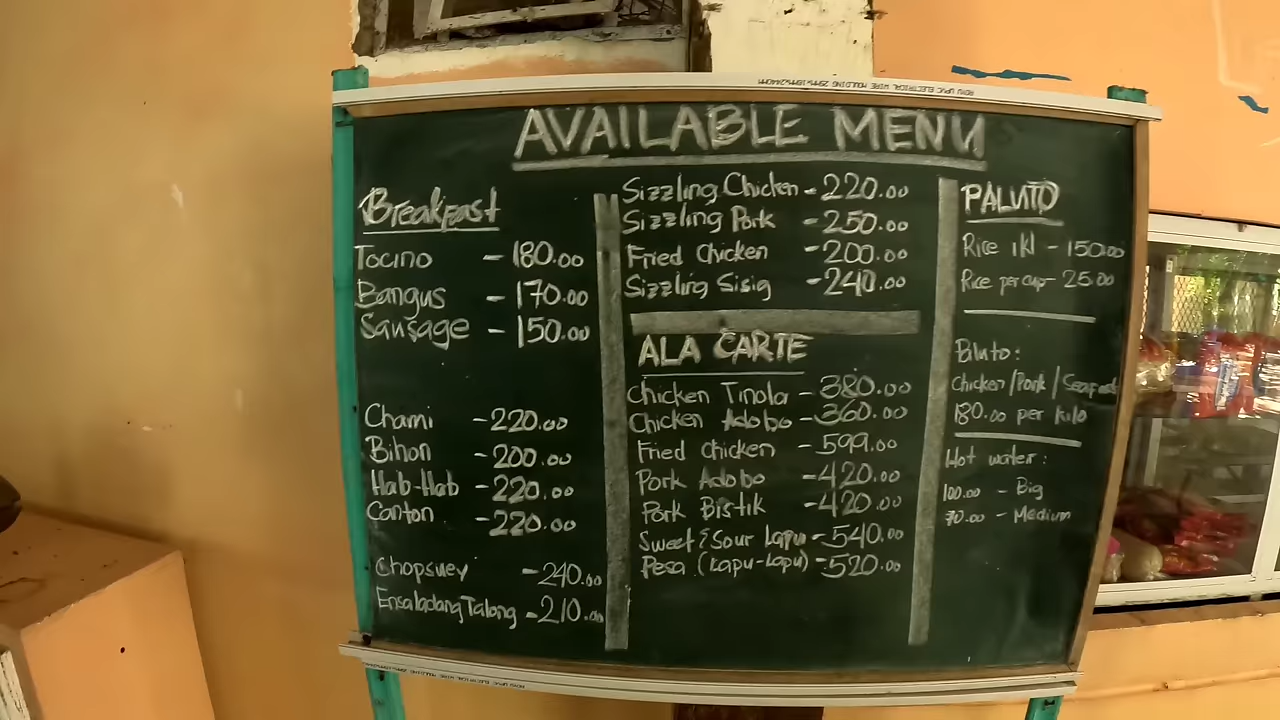 AVAILABLE MENU
Breakfast
Tocino - 180.00
Bangus - 170.00
Sausage - 150.00
Chami - 220.00
Bihon - 200.00
Hab-Hab - 220.00
Canton - 220.00
Chopsuey - 240.00
Ensaladang Talong - 210.00
Sizzling Chicken - 220.00
Sizzling Pork - 250.00
Fried Chicken - 200.00
Sizzling Sisig - 240.00
ALA CARTE
Chicken Tinola - 380.00
Chicken Adobo - 360.00
Fried Chicken - 599.00
Pork Adobo - 420.00
Pork Bistik - 420.00
Sweet & Sour Lapu - 540.00
Pesa (Lapu-Lapu) - 520.00
PALUTO
Rice 1kl - 150.00
Rice per cup - 25.00
Paluto:
Chicken/Pork/Seafood
180.00 per kilo
Hot water:
100.00 - Big
70.00 - Medium